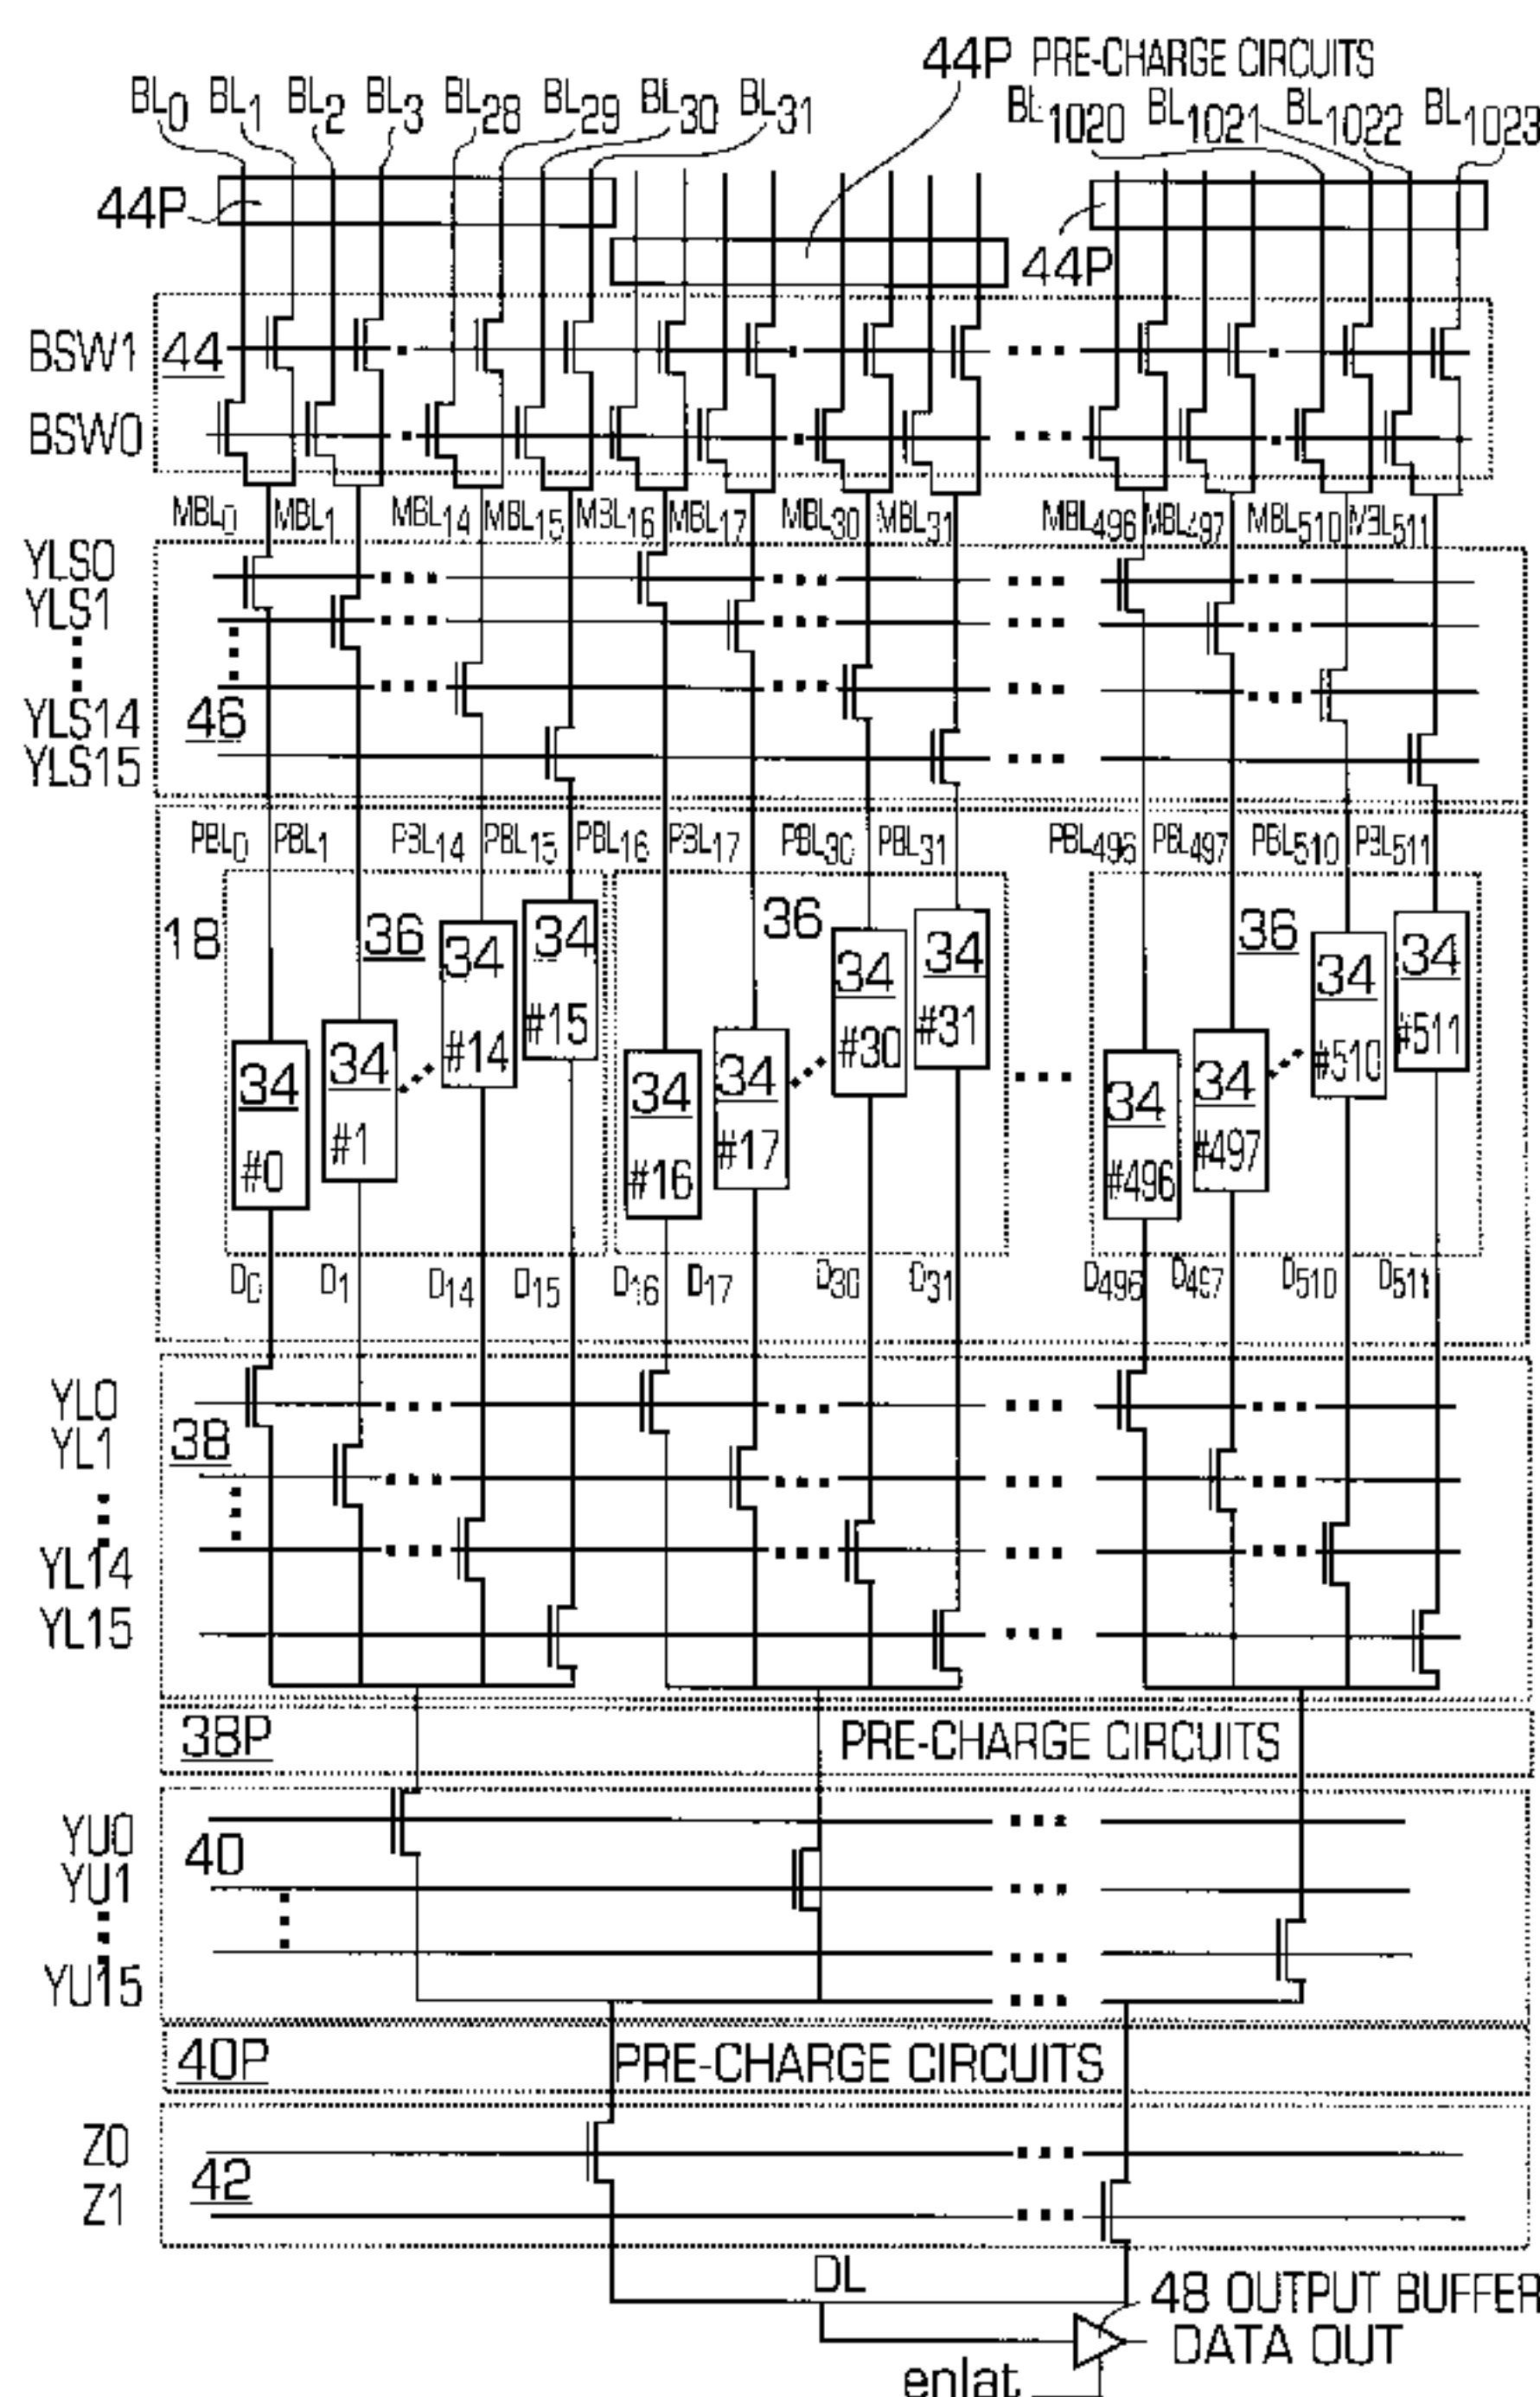 44P PRE-CHARGE CIRCUITS
BL0 BL1 BL2 BL3 BL28 BL29 BL30 BL31 BL1020 BL1021 BL1022 BL1023
44P 44P
BSW1 44
BSW0
MBL0 MBL1 MBL14 MBL15 MBL16 MBL17 MBL30 MBL31 MBL496 MBL497 MBL510 MBL511
YLS0
YLS1
YLS14 46
YLS15
PBL0 PBL1 PBL14 PBL15 PBL16 PBL17 PBL30 PBL31 PBL496 PBL497 PBL510 PBL511
18 36 36 36
34 #0 34 #1 34 #14 34 #15 34 #16 34 #17 34 #30 34 #31 34 #496 34 #497 34 #510 34 #511
D0 D1 D14 D15 D16 D17 D30 D31 D496 D497 D510 D511
YL0
YL1 38
YL14
YL15
38P PRE-CHARGE CIRCUITS
YU0 40
YU1
YU15
40P PRE-CHARGE CIRCUITS
Z0
42
Z1
DL
48 OUTPUT BUFFER
DATA OUT
enlat